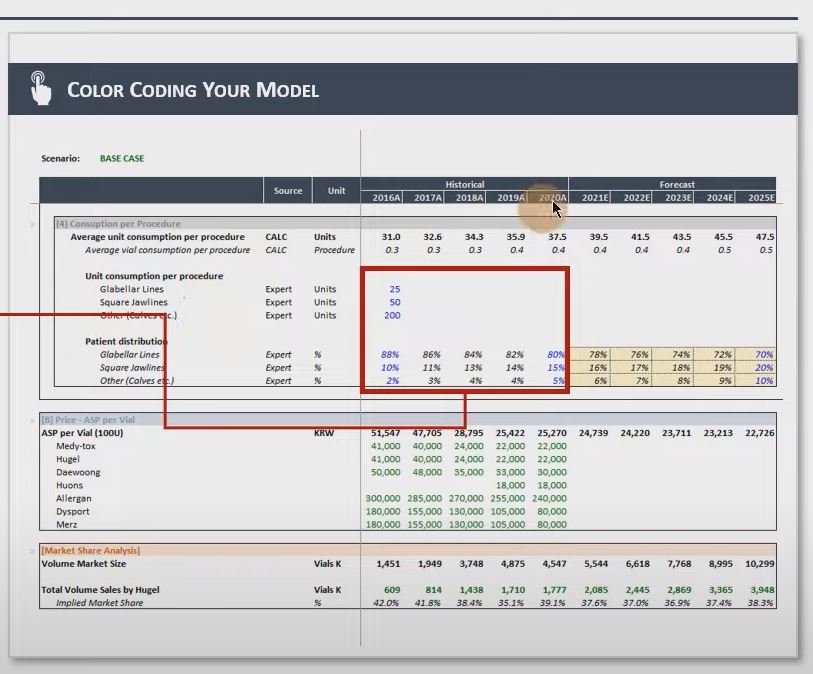 COLOR CODING YOUR MODEL
Scenario: BASE CASE
Source Unit Historical Forecast
2016A 2017A 2018A 2019A 2020A 2021E 2022E 2023E 2024E 2025E
x [4) Consuption per Procedure
Average unit consumption per procedure CALC Units 31.0 32.6 34.3 35.9 37.5 39.5 41.5 43.5 45.5 47.5
Average vial consumption per procedure CALC Procedure 0.3 0.3 0.3 0.4 0.4 0.4 0.4 0.4 0.5 0.5
Unit consumption per procedure
Glabellar Lines Expert Units 25
Square Jawlines Expert Units 50
Other (Calves etc.) Expert Units 200
Patient distribution
Glabellar Lines Expert % 88% 86% 84% 82% 80% 78% 76% 74% 72% 70%
Square Jawlines Expert % 10% 11% 13% 14% 15% 16% 17% 18% 19% 20%
Other (Calves etc.) Expert % 2% 3% 4% 4% 5% 6% 7% 8% 9% 10%
x [B] Price - ASP per Vial
ASP per Vial (100U) KRW 51,547 47,705 28,795 25,422 25,270 24,739 24,220 23,711 23,213 22,726
Medy-tox 41,000 40,000 24,000 22,000 22,000
Hugel 41,000 40,000 24,000 22,000 22,000
Daewoong 50,000 48,000 35,000 33,000 30,000
Huons 18,000 18,000
Allergan 300,000 285,000 270,000 255,000 240,000
Dysport 180,000 155,000 130,000 105,000 80,000
Merz 180,000 155,000 130,000 105,000 80,000
x [Market Share Analysis]
Volume Market Size Vials K 1,451 1,949 3,748 4,875 4,547 5,544 6,618 7,768 8,995 10,299
Total Volume Sales by Hugel Vials K 609 814 1,438 1,710 1,777 2,085 2,445 2,869 3,365 3,948
Implied Market Share % 42.0% 41.8% 38.4% 35.1% 39.1% 37.6% 37.0% 36.9% 37.4% 38.3%